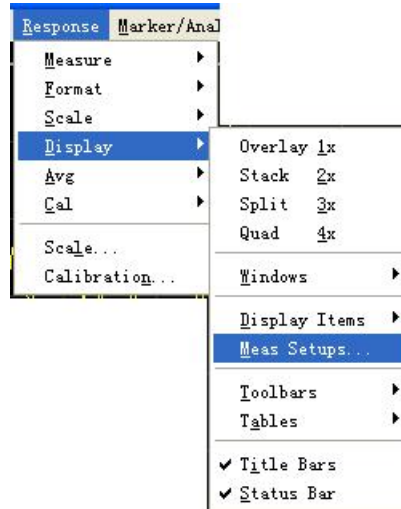 Response Marker/Anal
Measure
Format
Scale
Display
Avg
Cal
Scale...
Calibration...
Overlay 1x
Stack 2x
Split 3x
Quad 4x
Windows
Display Items
Meas Setups...
Toolbars
Tables
Title Bars
Status Bar